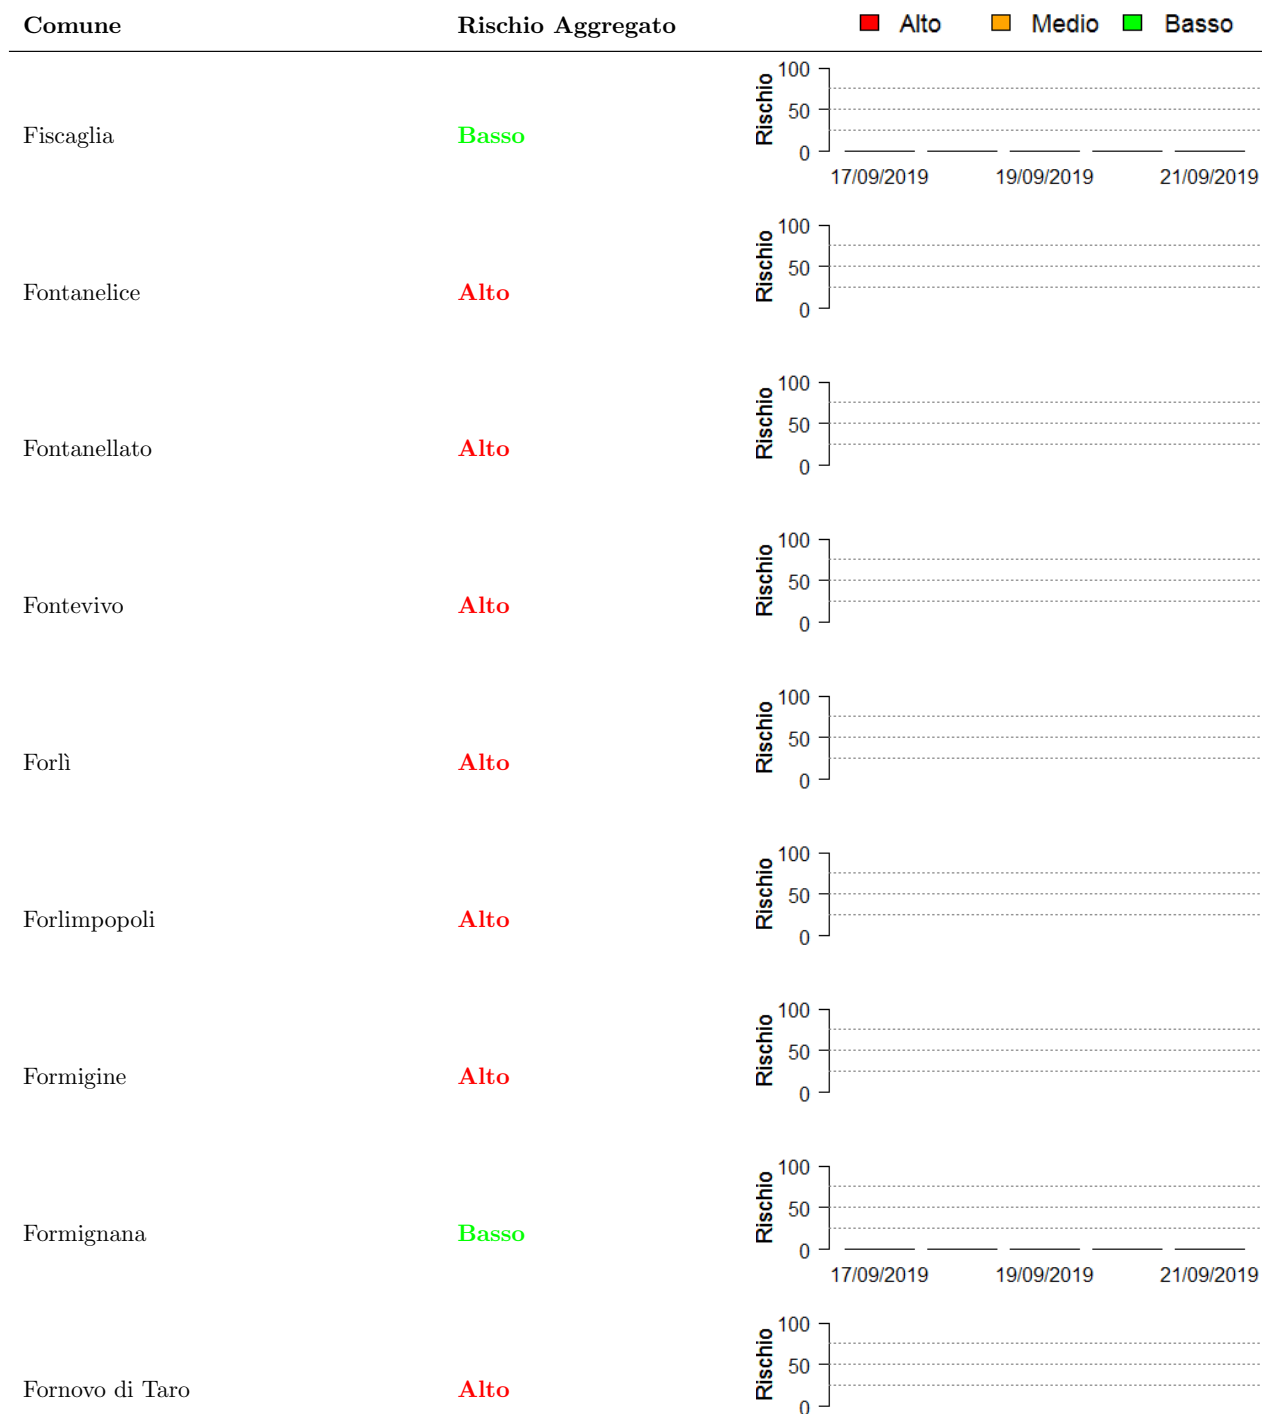 Comune Rischio Aggregato Alto Medio Basso
Fiscaglia Basso Rischio 100 50 0
17/09/2019 19/09/2019 21/09/2019
Fontanelice Alto Rischio 100 50 0
Fontanellato Alto Rischio 100 50 0
Fontevivo Alto Rischio 100 50 0
Forlì Alto Rischio 100 50 0
Forlimpopoli Alto Rischio 100 50 0
Formigine Alto Rischio 100 50 0
Formignana Basso Rischio 100 50 0
17/09/2019 19/09/2019 21/09/2019
Fornovo di Taro Alto Rischio 100 50 0